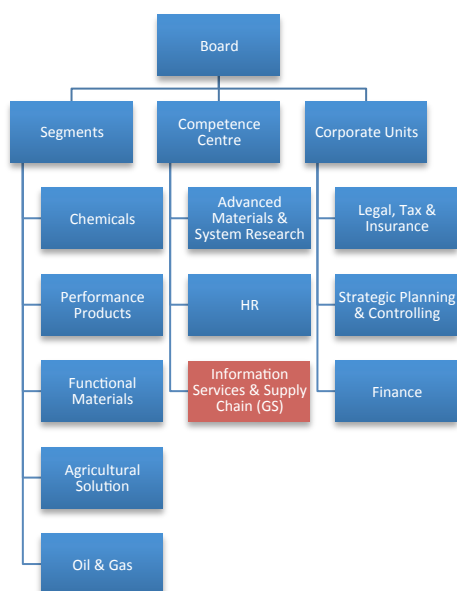 Board
Segments
Competence
Centre
Corporate Units
Chemicals
Advanced
Materials &
System Research
Legal, Tax &
Insurance
Performance
Products
HR
Strategic Planning
& Controlling
Functional
Materials
Information
Services & Supply
Chain (GS)
Finance
Agricultural
Solution
Oil & Gas